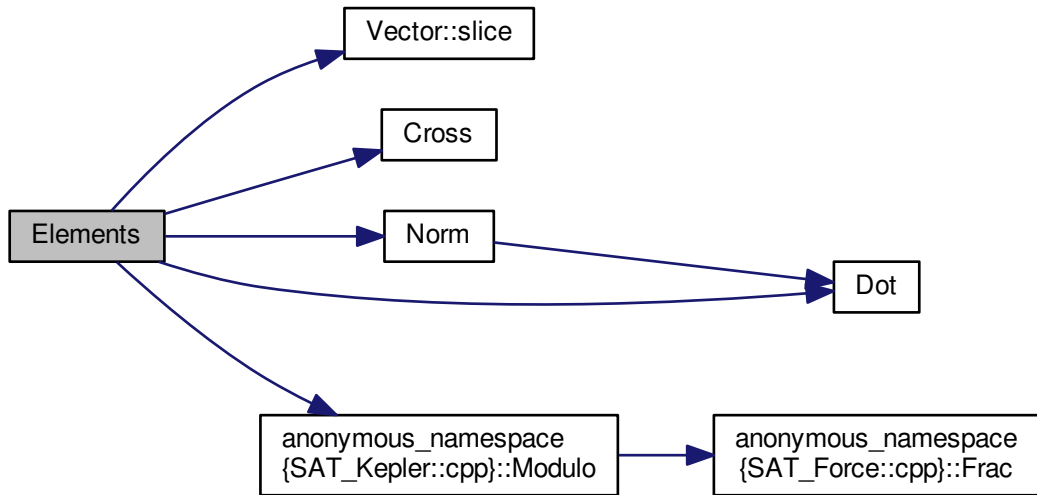 Vector::slice
Cross
Elements
Norm
Dot
anonymous_namespace
{SAT_Kepler::cpp}::Modulo
anonymous_namespace
{SAT_Force::cpp}::Frac